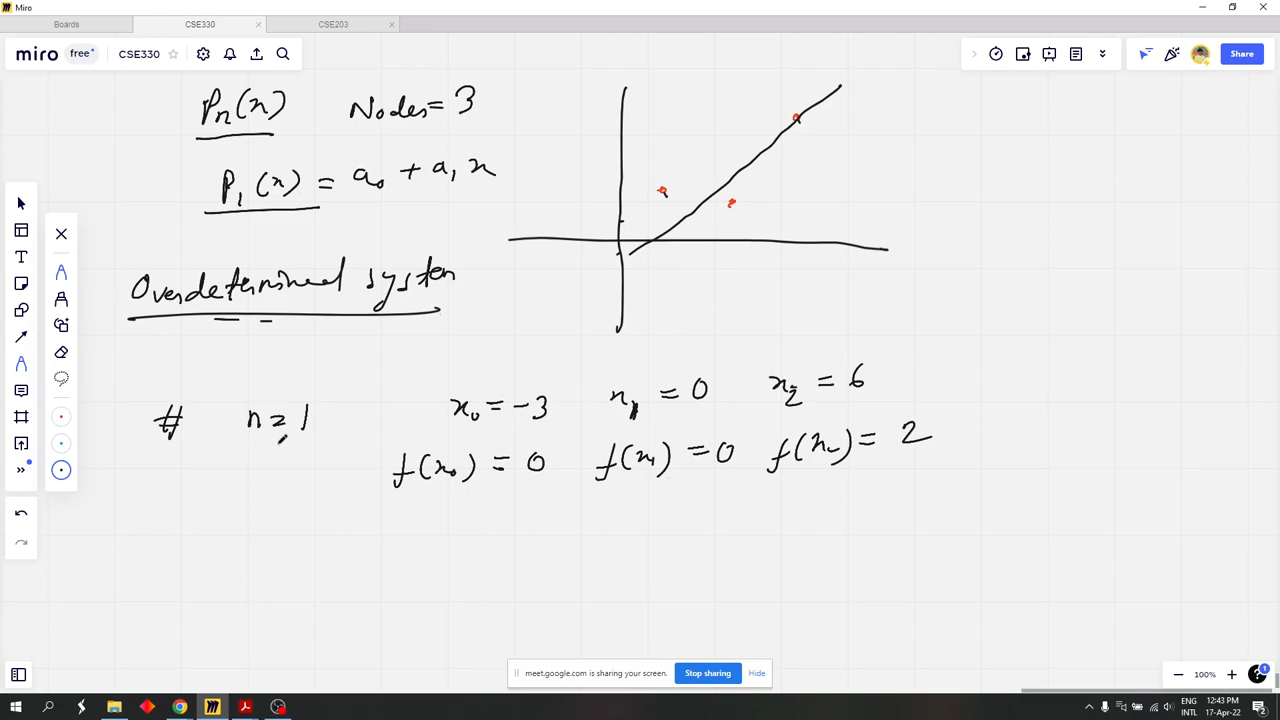 Miro
Boards
CSE330
CSE203
miro free CSE330
Share
Pn(x) Nodes = 3
P₁(x) = a₀ + a₁ x
Overdetermined system
# n = 1 x₀ = -3 x₁ = 0 x₂ = 6
f(x₀) = 0 f(x₁) = 0 f(x₂) = 2
meet.google.com is sharing your screen. Stop sharing Hide
100%
ENG 12:43 PM
INTL 17-Apr-22